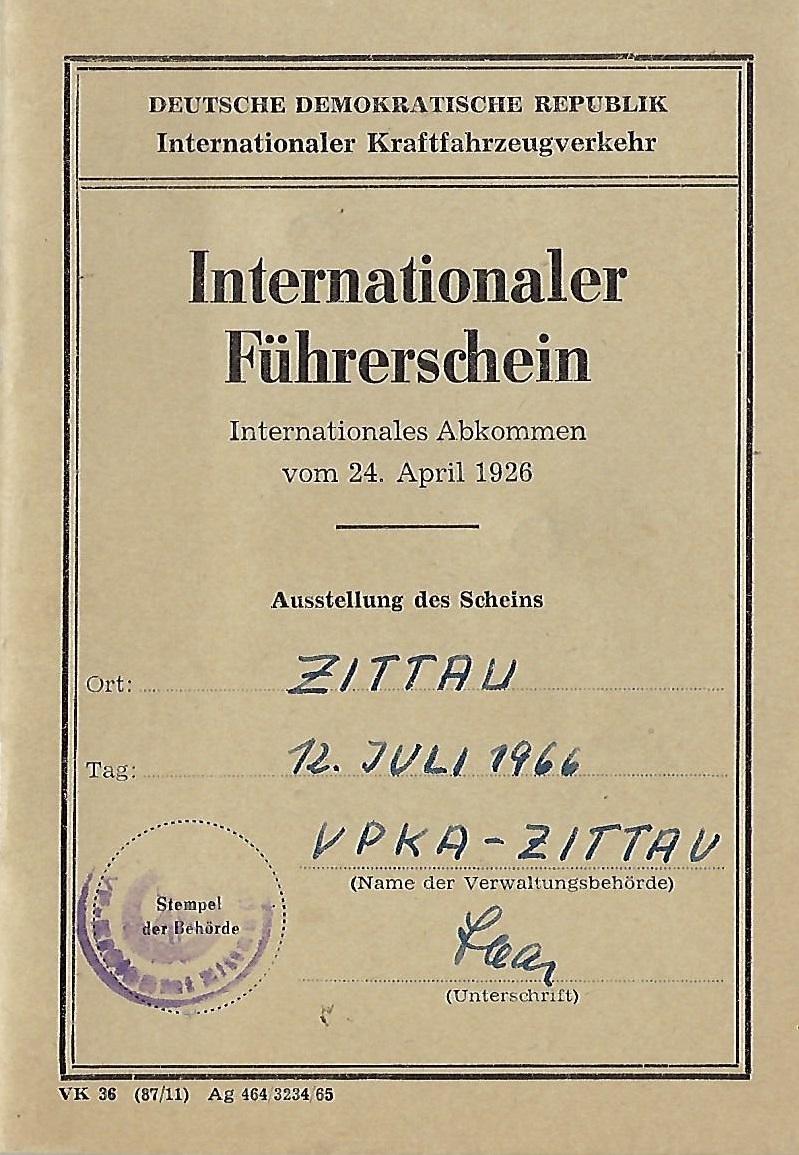 DEUTSCHE DEMOKRATISCHE REPUBLIK
Internationaler Kraftfahrzeugverkehr
Internationaler
Führerschein
Internationales Abkommen
vom 24. April 1926
Ausstellung des Scheins
Ort: ZITTAU
Tag: 12. JULI 1966
VPKA-ZITTAU
(Name der Verwaltungsbehörde)
Stempel
der Behörde
(Unterschrift)
VK 36 (87/11) Ag 464/3234/65